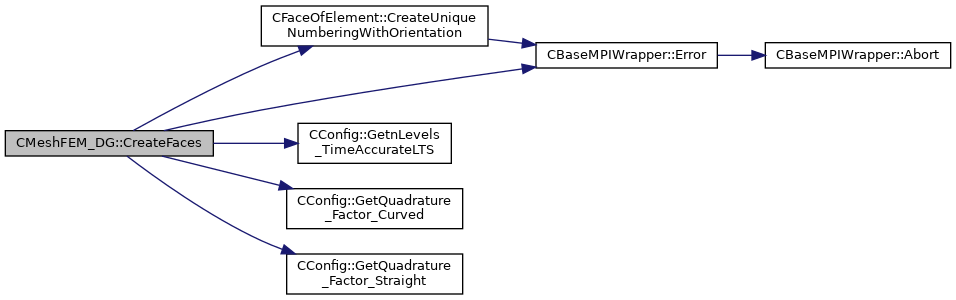 CFaceOfElement::CreateUnique
NumberingWithOrientation
CBaseMPIWrapper::Error
CBaseMPIWrapper::Abort
CMeshFEM_DG::CreateFaces
CConfig::GetnLevels
_TimeAccurateLTS
CConfig::GetQuadrature
_Factor_Curved
CConfig::GetQuadrature
_Factor_Straight